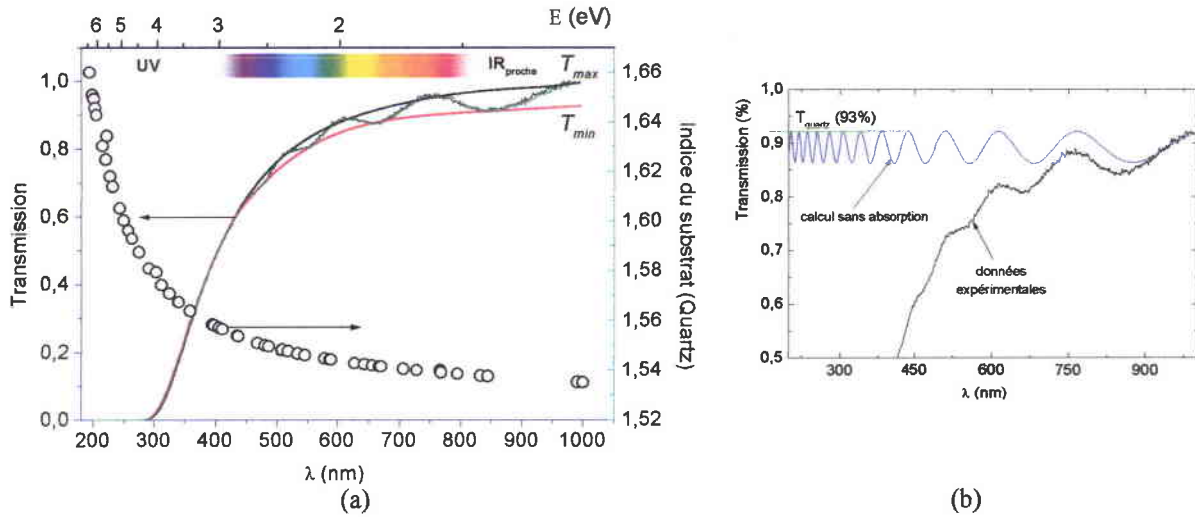 E (eV)
6 5 4 3 2
UV
IR proche
T max
T min
Transmission
1,0
0,8
0,6
0,4
0,2
0,0
1,66
1,64
1,62
1,60
1,58
1,56
1,54
1,52
Indice du substrat (Quartz)
200 300 400 500 600 700 800 900 1000
λ (nm)
(a)
(b)
Transmission (%)
1,0
0,9
0,8
0,7
0,6
0,5
T quartz (93%)
calcul sans absorption
données
expérimentales
300 450 600 750 900
λ (nm)